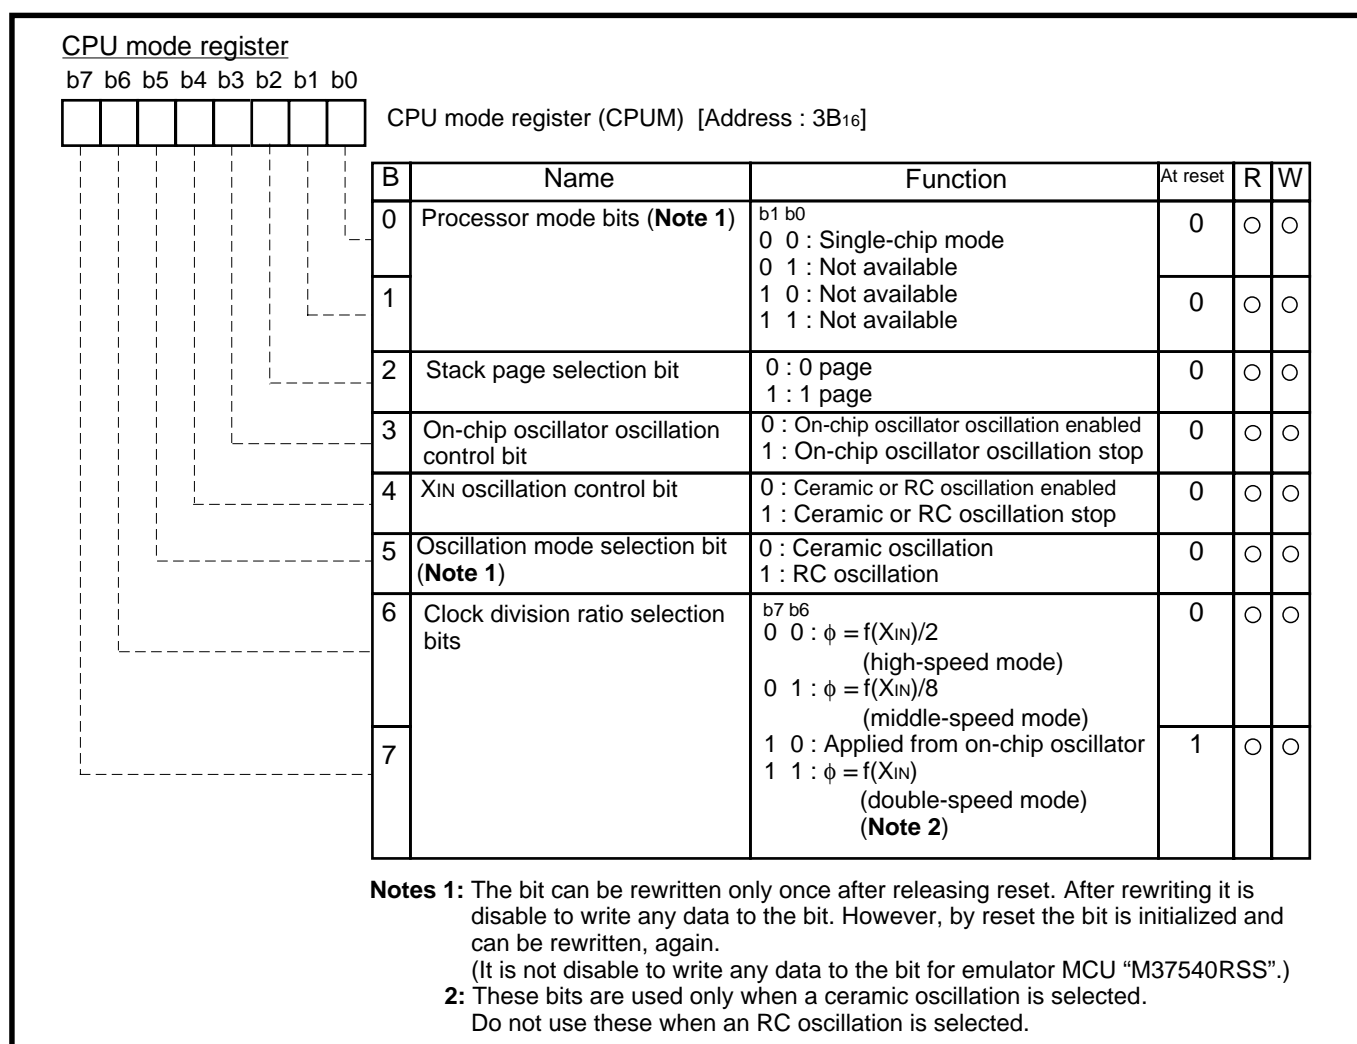 CPU mode register
b7 b6 b5 b4 b3 b2 b1 b0
CPU mode register (CPUM) [Address : 3B16]
B Name Function At reset R W
0 Processor mode bits (Note 1) b1 b0 0 ○ ○
0 0 : Single-chip mode
0 1 : Not available
1 1 0 : Not available 0 ○ ○
1 1 : Not available
2 Stack page selection bit 0 : 0 page 0 ○ ○
1 : 1 page
3 On-chip oscillator oscillation 0 : On-chip oscillator oscillation enabled 0 ○ ○
control bit 1 : On-chip oscillator oscillation stop
4 XIN oscillation control bit 0 : Ceramic or RC oscillation enabled 0 ○ ○
1 : Ceramic or RC oscillation stop
5 Oscillation mode selection bit 0 : Ceramic oscillation 0 ○ ○
(Note 1) 1 : RC oscillation
6 Clock division ratio selection b7 b6 0 ○ ○
bits 0 0 : φ = f(XIN)/2
(high-speed mode)
0 1 : φ = f(XIN)/8
(middle-speed mode)
7 1 0 : Applied from on-chip oscillator 1 ○ ○
1 1 : φ = f(XIN)
(double-speed mode)
(Note 2)
Notes 1: The bit can be rewritten only once after releasing reset. After rewriting it is
disable to write any data to the bit. However, by reset the bit is initialized and
can be rewritten, again.
(It is not disable to write any data to the bit for emulator MCU “M37540RSS”.)
2: These bits are used only when a ceramic oscillation is selected.
Do not use these when an RC oscillation is selected.